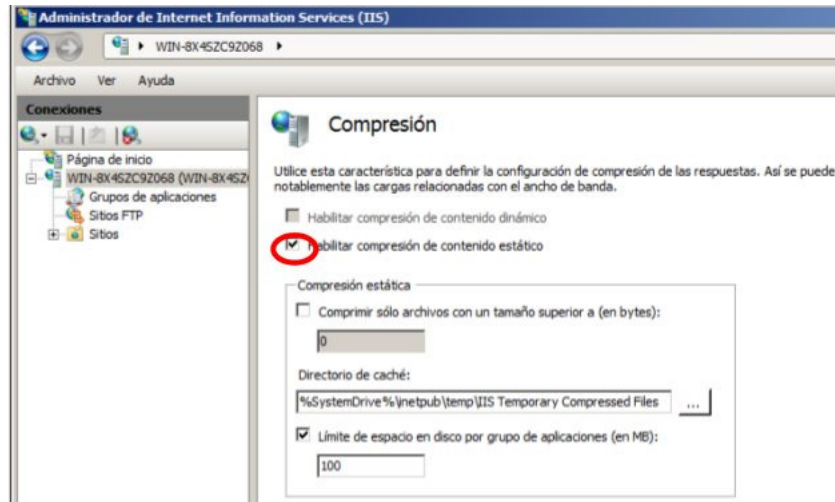 Administrador de Internet Information Services (IIS)
WIN-8X4SZC9Z068
Archivo Ver Ayuda
Conexiones
Página de inicio
WIN-8X4SZC9Z068 (WIN-8X4SZ
Grupos de aplicaciones
Sitios FTP
Sitios
Compresión
Utilice esta característica para definir la configuración de compresión de las respuestas. Así se puede
notablemente las cargas relacionadas con el ancho de banda.
Habilitar compresión de contenido dinámico
Habilitar compresión de contenido estático
Compresión estática
Comprimir sólo archivos con un tamaño superior a (en bytes):
0
Directorio de caché:
%SystemDrive%\inetpub\temp\IIS Temporary Compressed Files
...
Límite de espacio en disco por grupo de aplicaciones (en MB):
100